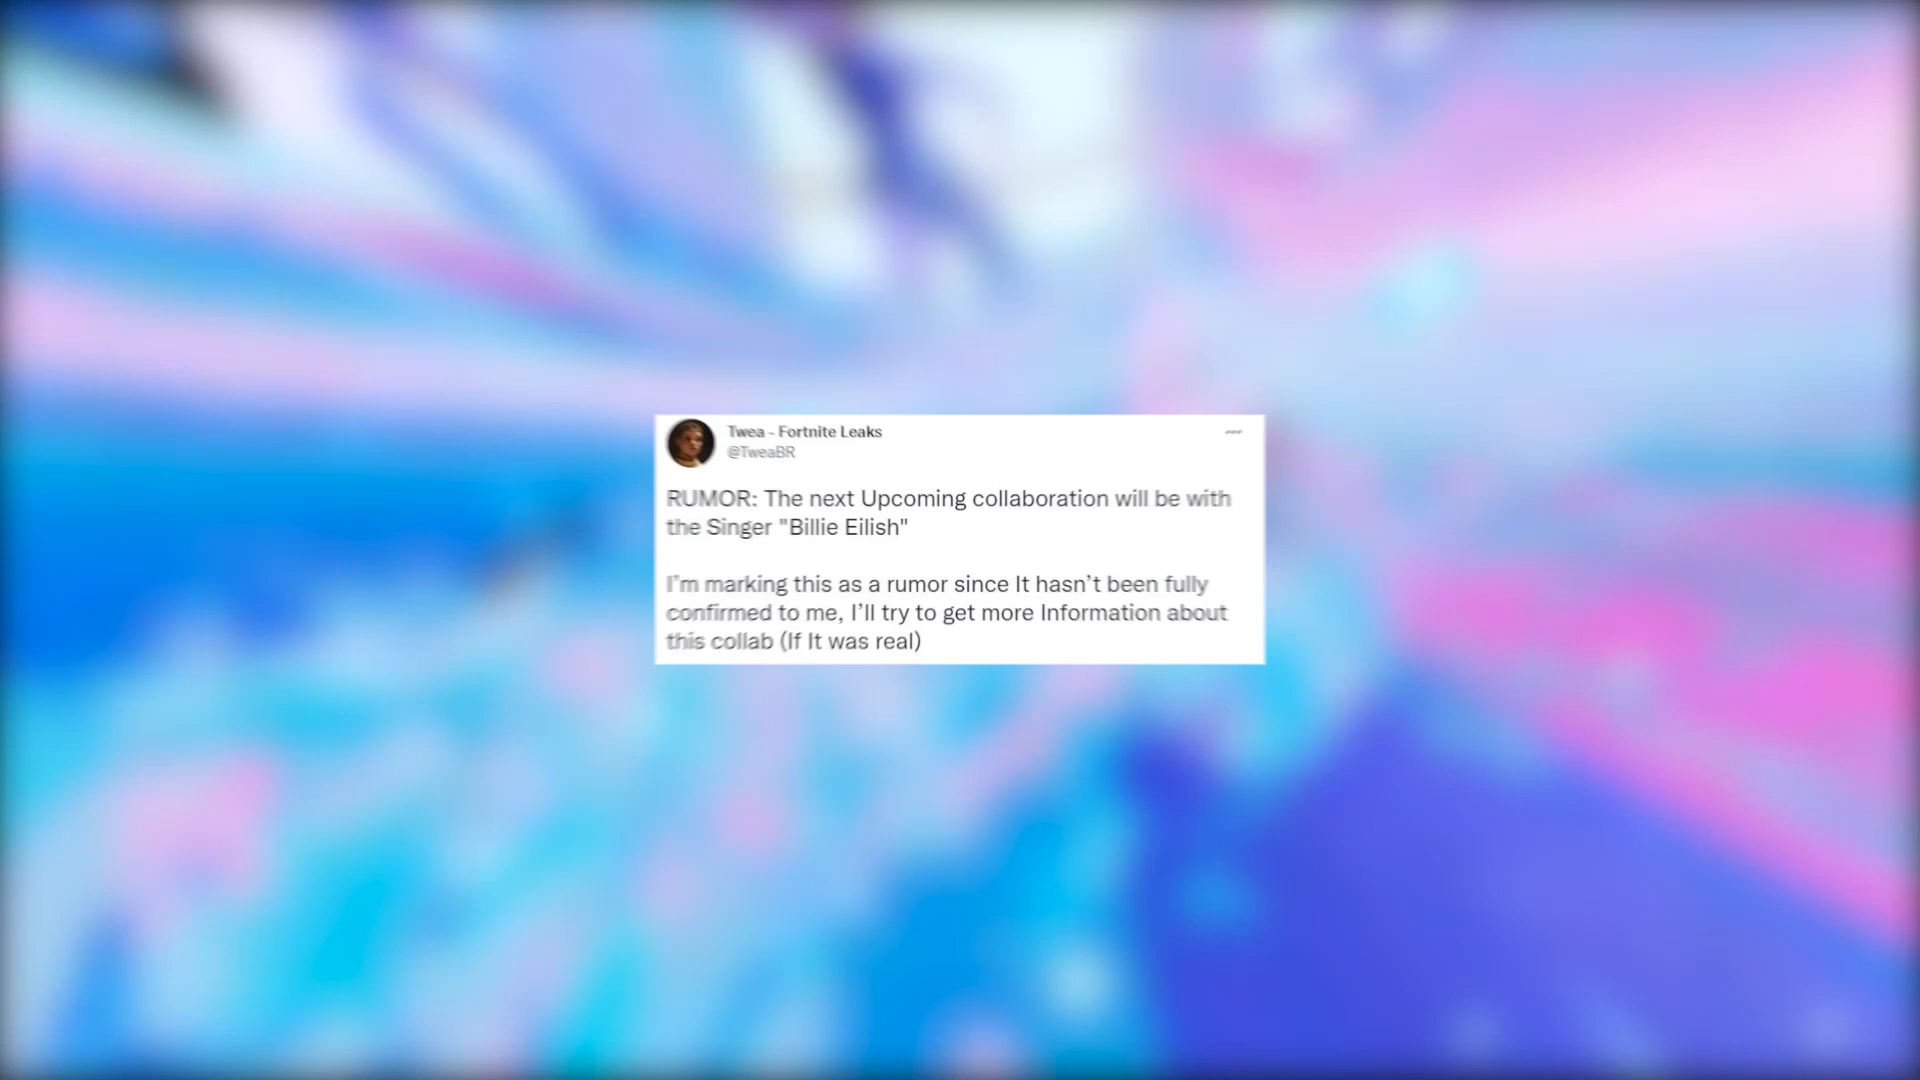 Twea - Fortnite Leaks
@TweaBR
RUMOR: The next Upcoming collaboration will be with
the Singer "Billie Eilish"
I'm marking this as a rumor since It hasn't been fully
confirmed to me, I'll try to get more Information about
this collab (If It was real)